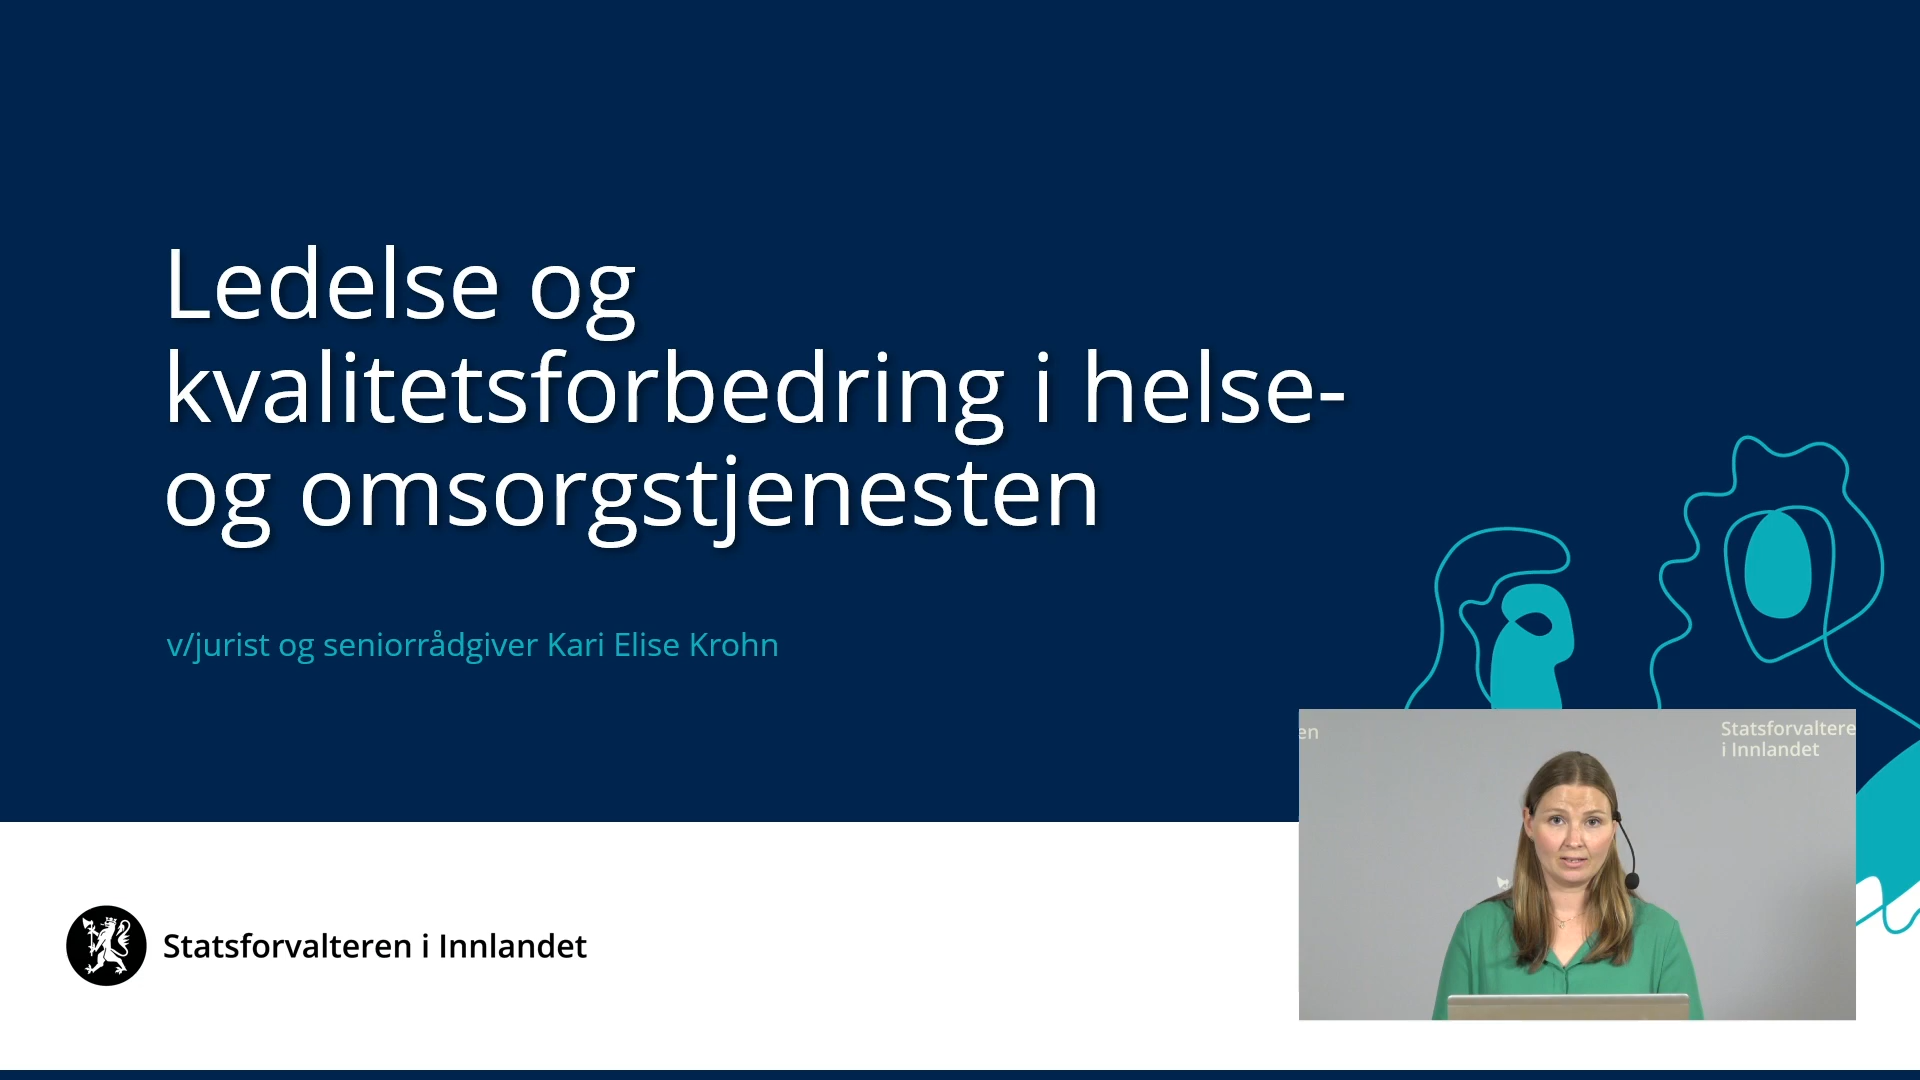 Ledelse og
kvalitetsforbedring i helse-
og omsorgstjenesten
v/jurist og seniorrådgiver Kari Elise Krohn
en
Statsforvaltere
i Innlandet
Statsforvalteren i Innlandet